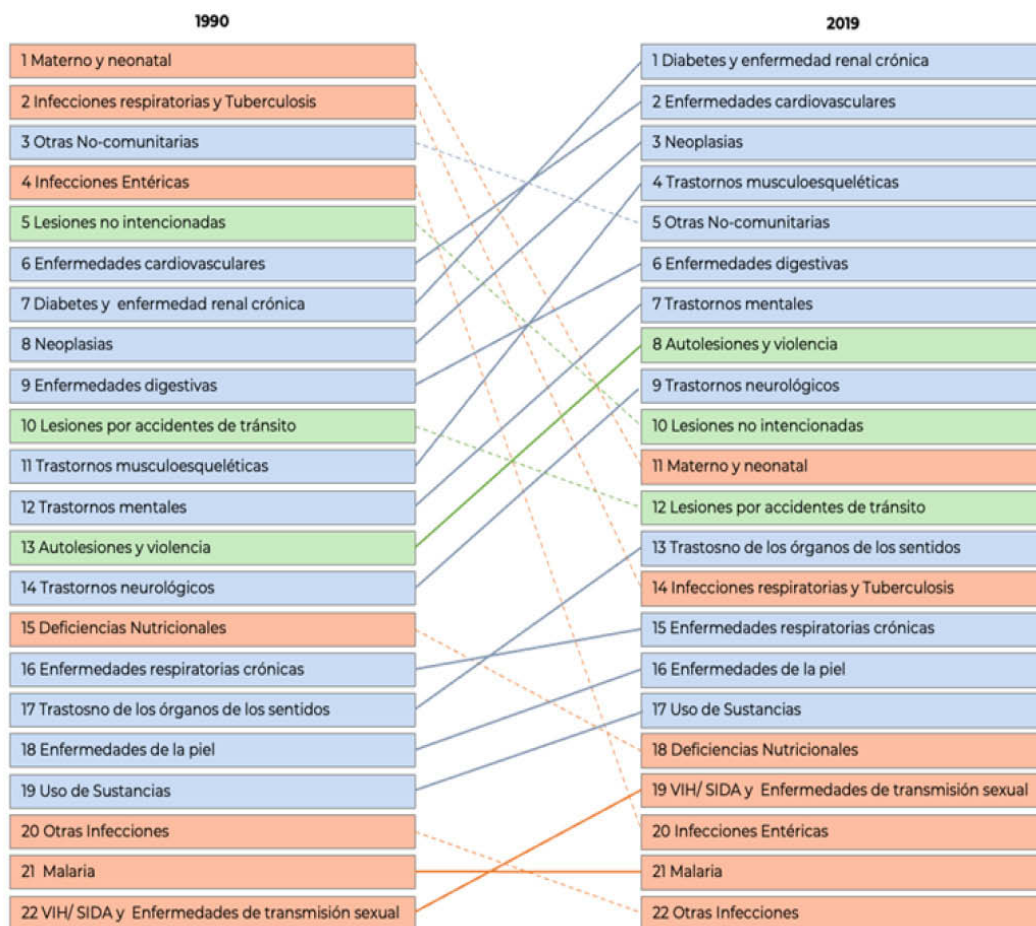 1990
1 Materno y neonatal
2 Infecciones respiratorias y Tuberculosis
3 Otras No-comunitarias
4 Infecciones Entéricas
5 Lesiones no intencionadas
6 Enfermedades cardiovasculares
7 Diabetes y enfermedad renal crónica
8 Neoplasias
9 Enfermedades digestivas
10 Lesiones por accidentes de tránsito
11 Trastornos musculoesqueléticas
12 Trastornos mentales
13 Autolesiones y violencia
14 Trastornos neurológicos
15 Deficiencias Nutricionales
16 Enfermedades respiratorias crónicas
17 Trastosno de los órganos de los sentidos
18 Enfermedades de la piel
19 Uso de Sustancias
20 Otras Infecciones
21 Malaria
22 VIH/ SIDA y Enfermedades de transmisión sexual
2019
1 Diabetes y enfermedad renal crónica
2 Enfermedades cardiovasculares
3 Neoplasias
4 Trastornos musculoesqueléticas
5 Otras No-comunitarias
6 Enfermedades digestivas
7 Trastornos mentales
8 Autolesiones y violencia
9 Trastornos neurológicos
10 Lesiones no intencionadas
11 Materno y neonatal
12 Lesiones por accidentes de tránsito
13 Trastosno de los órganos de los sentidos
14 Infecciones respiratorias y Tuberculosis
15 Enfermedades respiratorias crónicas
16 Enfermedades de la piel
17 Uso de Sustancias
18 Deficiencias Nutricionales
19 VIH/ SIDA y Enfermedades de transmisión sexual
20 Infecciones Entéricas
21 Malaria
22 Otras Infecciones